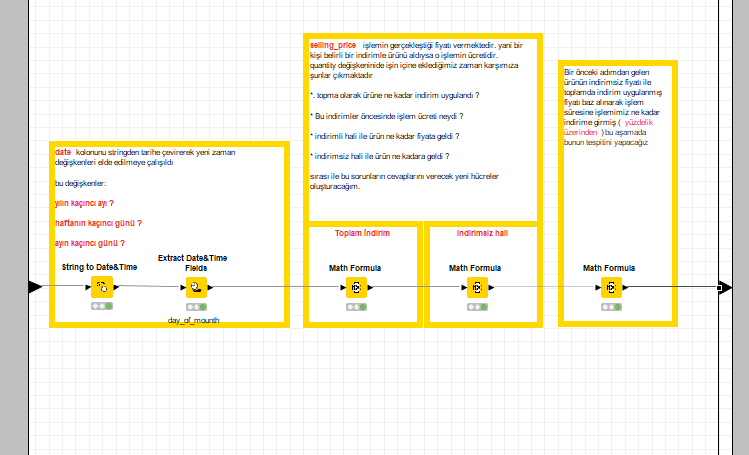 date kolonunu stringden tarihe çevirerek yeni zaman
değişkenleri elde edilmeye çalışıldı
bu değişkenler:
yılın kaçıncı ayı ?
haftanın kaçıncı günü ?
ayın kaçıncı günü ?
String to Date&Time
Extract Date&Time
Fields
day_of_mounth
selling_price işlemin gerçekleştiği fiyatı vermektedir. yani bir
kişi belirli bir indirimle ürünü aldıysa o işlemin ücretidir.
quantity değişkeninide işin içine eklediğimiz zaman karşımıza
şunlar çıkmaktadır
*. topma olarak ürüne ne kadar indirim uygulandı ?
* Bu indirimler öncesinde işlem ücreti neydi ?
* indirimli hali ile ürün ne kadar fiyata geldi ?
* indirimsiz hali ile ürün ne kadara geldi ?
sırası ile bu sorunların cevaplarını verecek yeni hücreler
oluşturacağım.
Toplam İndirim
Math Formula
indirimsiz hali
Math Formula
Bir önceki adımdan gelen
ürünün indirimsiz fiyatı ile
toplamda indirim uygulanmış
fiyatı baz alınarak işlem
süresine işlemimiz ne kadar
indirime girmiş ( yüzdelik
üzerinden ) bu aşamada
bunun tespitini yapacağız
Math Formula